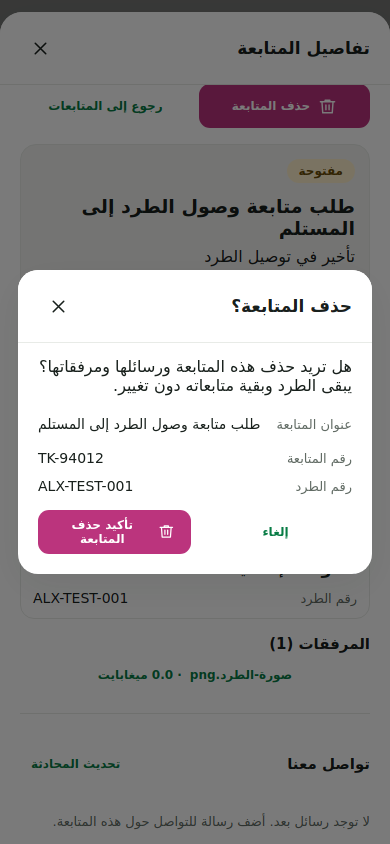 تفاصيل المتابعة
حذف المتابعة
رجوع إلى المتابعات
مفتوحة
طلب متابعة وصول الطرد إلى
المستلم
تأخير في توصيل الطرد
حذف المتابعة؟
هل تريد حذف هذه المتابعة ورسائلها ومرفقاتها؟
يبقى الطرد وبقية متابعاته دون تغيير.
عنوان المتابعة طلب متابعة وصول الطرد إلى المستلم
رقم المتابعة TK-94012
رقم الطرد ALX-TEST-001
إلغاء
تأكيد حذف
المتابعة
رقم الطرد ALX-TEST-001
المرفقات (1)
صورة-الطرد.png · 0.0 ميغابايت
تواصل معنا
تحديث المحادثة
لا توجد رسائل بعد. أضف رسالة للتواصل حول هذه المتابعة.